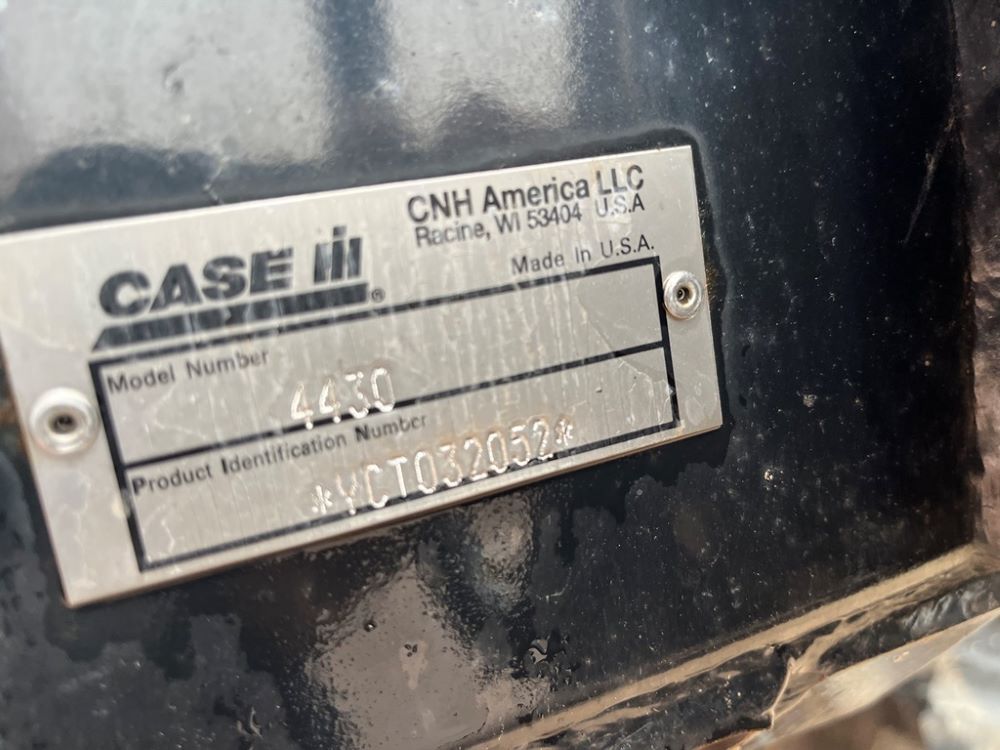 CASE IH
®
CNH America LLC
Racine, WI 53404 U.S.A
Made In U.S.A.
Model Number
4430
Product Identification Number
*YCT032052*